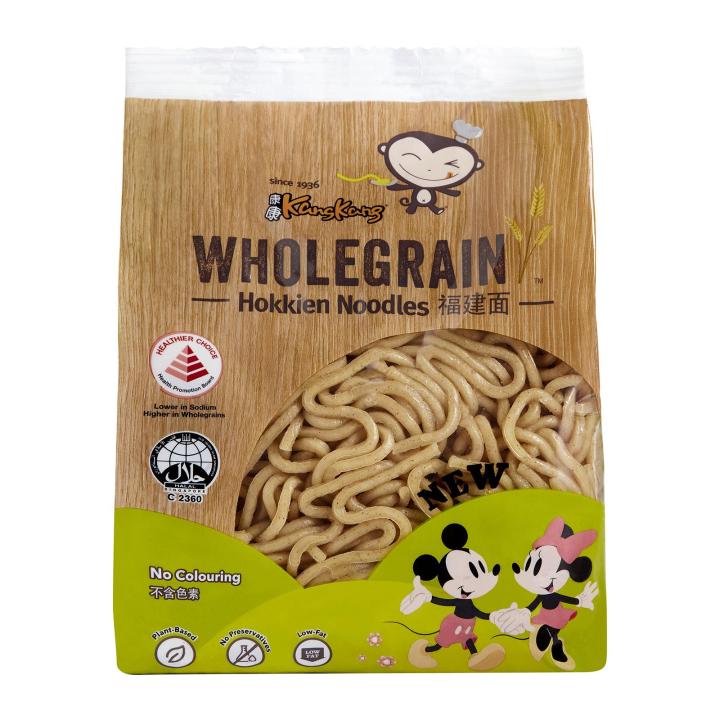 since 1936
康康 KangKang
WHOLEGRAIN TM
Hokkien Noodles 福建面
HEALTHIER CHOICE
Health Promotion Board
Lower in Sodium
Higher in Wholegrains
حلال
HALAL
SINGAPORE
C 2360
NEW
No Colouring
不含色素
Plant-Based
No Preservatives
Low-Fat
LOW
FAT